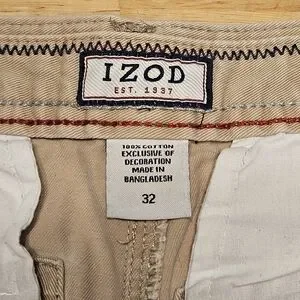 IZOD
EST. 1937
100% COTTON
EXCLUSIVE OF
DECORATION
MADE IN
BANGLADESH
32